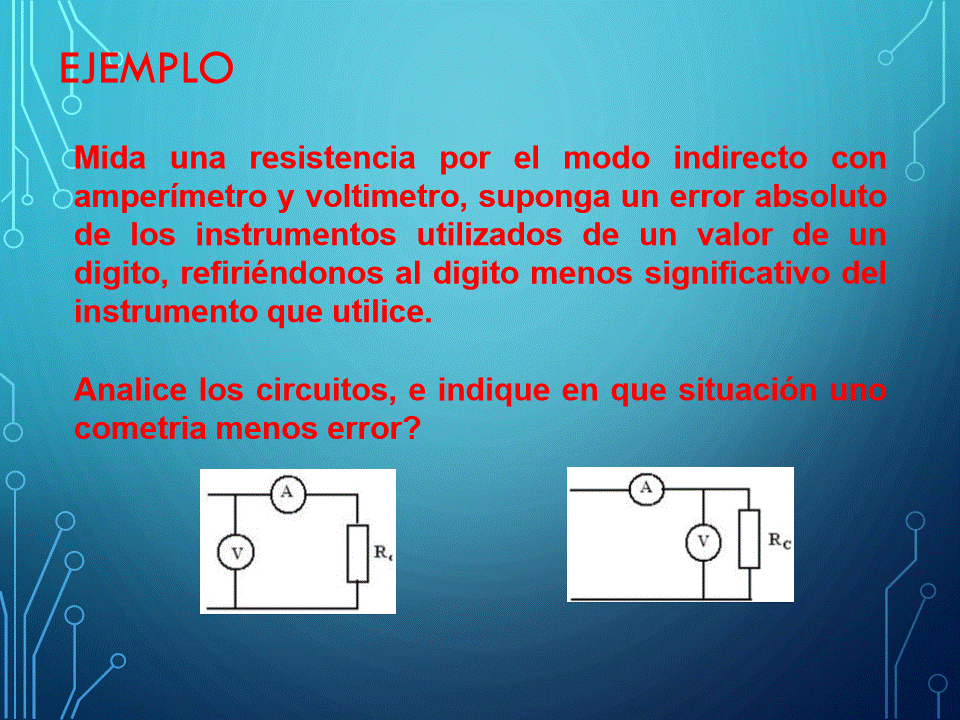 EJEMPLO
Mida una resistencia por el modo indirecto con
amperímetro y voltimetro, suponga un error absoluto
de los instrumentos utilizados de un valor de un
digito, refiriéndonos al digito menos significativo del
instrumento que utilice.
Analice los circuitos, e indique en que situación uno
cometria menos error?
A
V
R
A
V
Rc